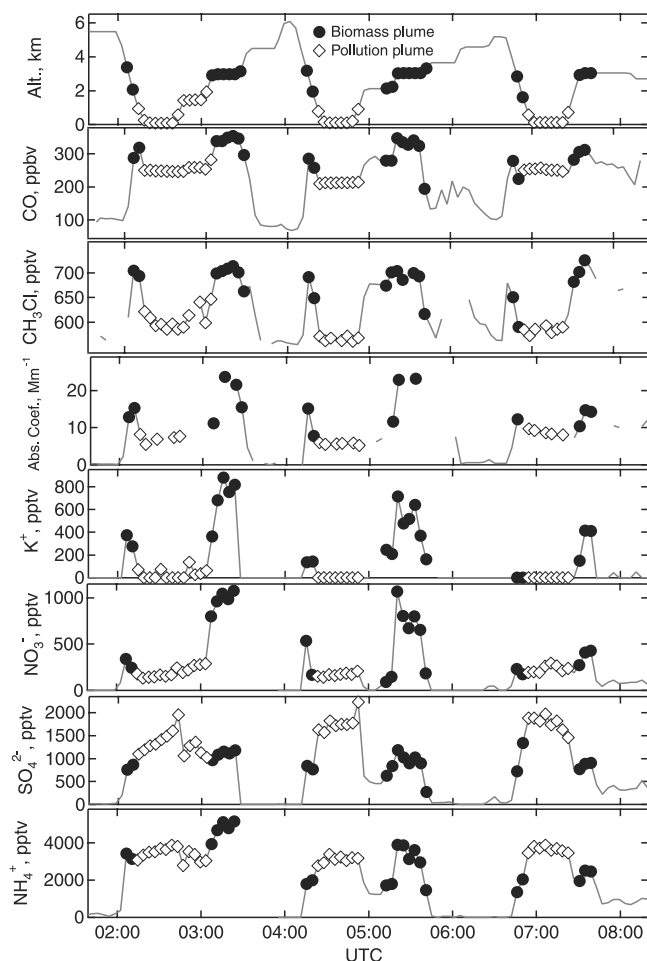 6
4
2
0
Alt., km
Biomass plume
Pollution plume
300
200
100
CO, ppbv
700
650
600
CH₃Cl, pptv
20
10
0
Abs. Coef., Mm⁻¹
800
600
400
200
0
K⁺, pptv
1000
500
0
NO₃⁻, pptv
2000
1500
1000
500
0
SO₄²⁻, pptv
4000
2000
0
NH₄⁺, pptv
02:00 03:00 04:00 05:00 06:00 07:00 08:00
UTC